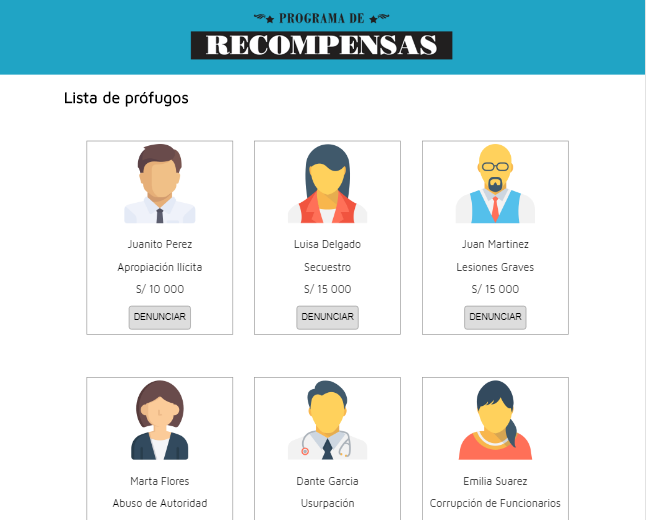 PROGRAMA DE
RECOMPENSAS
Lista de prófugos
Juanito Perez
Apropiación Ilícita
S/ 10 000
DENUNCIAR
Luisa Delgado
Secuestro
S/ 15 000
DENUNCIAR
Juan Martinez
Lesiones Graves
S/ 15 000
DENUNCIAR
Marta Flores
Abuso de Autoridad
Dante Garcia
Usurpación
Emilia Suarez
Corrupción de Funcionarios